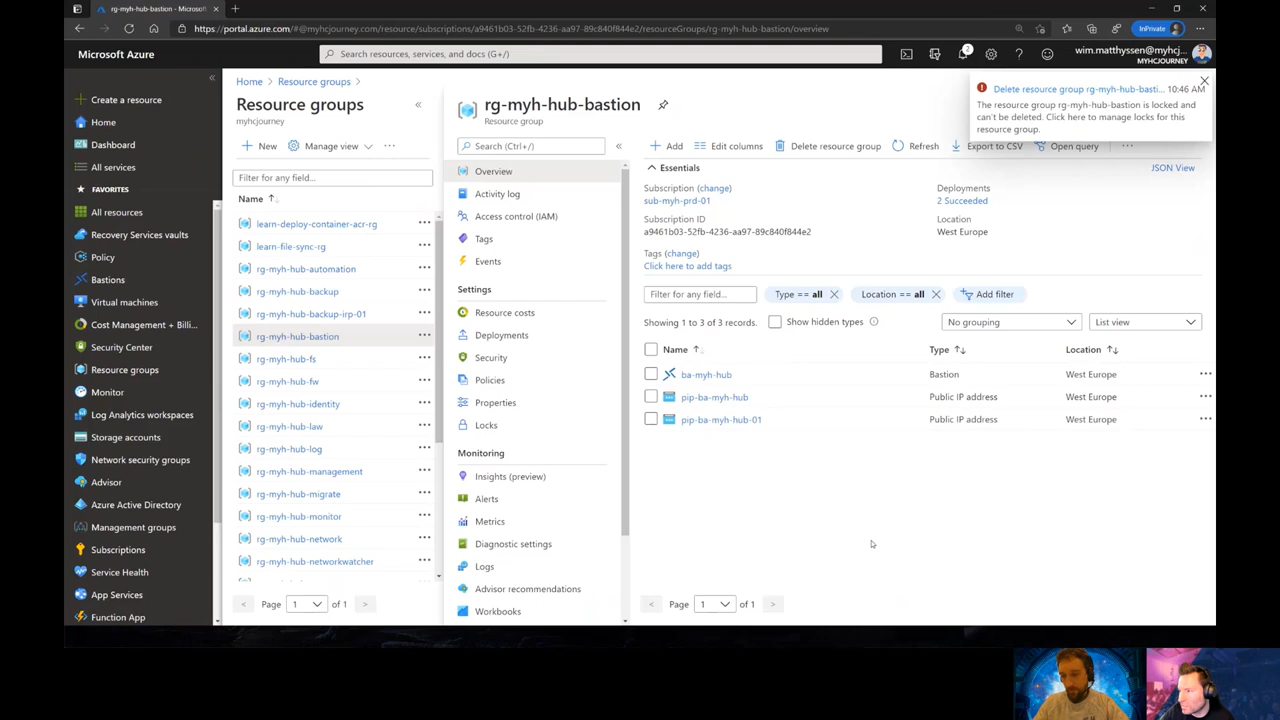 rg-myh-hub-bastion - Microsoft A
https://portal.azure.com/#@myhcjourney.com/resource/subscriptions/a9461b03-52fb-4236-aa97-89c840f844e2/resourceGroups/rg-myh-hub-bastion/overview
InPrivate
Microsoft Azure
Search resources, services, and docs (G+/)
2
wim.matthyssen@myhcj...
MYHCJOURNEY
Create a resource
Home
Dashboard
All services
FAVORITES
All resources
Recovery Services vaults
Policy
Bastions
Virtual machines
Cost Management + Billi...
Security Center
Resource groups
Monitor
Log Analytics workspaces
Storage accounts
Network security groups
Advisor
Azure Active Directory
Management groups
Subscriptions
Service Health
App Services
Function App
Home > Resource groups >
Resource groups
myhcjourney
New
Manage view
Filter for any field...
Name ↑
learn-deploy-container-acr-rg
learn-file-sync-rg
rg-myh-hub-automation
rg-myh-hub-backup
rg-myh-hub-backup-irp-01
rg-myh-hub-bastion
rg-myh-hub-fs
rg-myh-hub-fw
rg-myh-hub-identity
rg-myh-hub-law
rg-myh-hub-log
rg-myh-hub-management
rg-myh-hub-migrate
rg-myh-hub-monitor
rg-myh-hub-network
rg-myh-hub-networkwatcher
< Page 1 of 1 >
rg-myh-hub-bastion
Resource group
Search (Ctrl+/)
Overview
Activity log
Access control (IAM)
Tags
Events
Settings
Resource costs
Deployments
Security
Policies
Properties
Locks
Monitoring
Insights (preview)
Alerts
Metrics
Diagnostic settings
Logs
Advisor recommendations
Workbooks
Delete resource group rg-myh-hub-basti... 10:46 AM
The resource group rg-myh-hub-bastion is locked and
can't be deleted. Click here to manage locks for this
resource group.
Add Edit columns Delete resource group Refresh Export to CSV Open query ...
Essentials
JSON View
Subscription (change)
sub-myh-prd-01
Subscription ID
a9461b03-52fb-4236-aa97-89c840f844e2
Tags (change)
Click here to add tags
Deployments
2 Succeeded
Location
West Europe
Filter for any field...
Type == all
Location == all
Add filter
Showing 1 to 3 of 3 records.
Show hidden types
No grouping
List view
Name ↑ Type Location
ba-myh-hub Bastion West Europe
pip-ba-myh-hub Public IP address West Europe
pip-ba-myh-hub-01 Public IP address West Europe
< Page 1 of 1 >